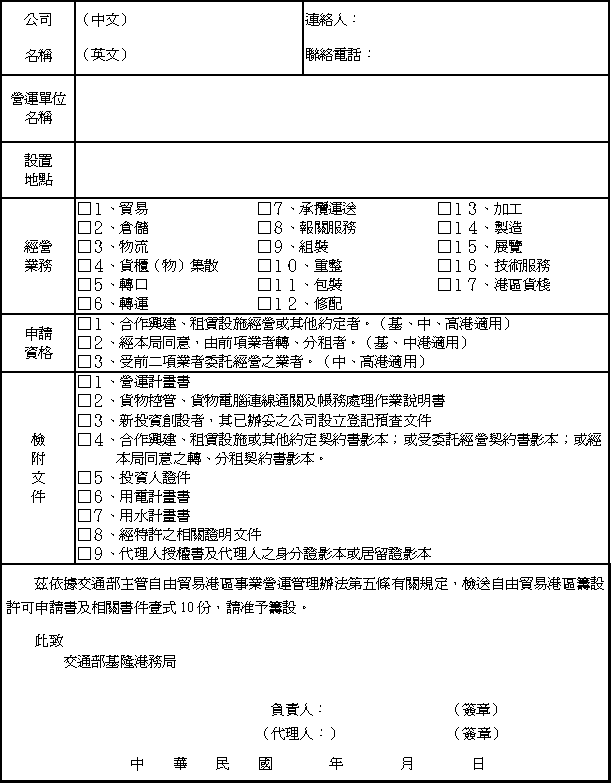 公司 （中文） 連絡人：
名稱 （英文） 聯絡電話：
營運單位
名稱
設置
地點
經營
業務
□１、貿易 □７、承攬運送 □１３、加工
□２、倉儲 □８、報關服務 □１４、製造
□３、物流 □９、組裝 □１５、展覽
□４、貨櫃（物）集散 □１０、重整 □１６、技術服務
□５、轉口 □１１、包裝 □１７、港區貨棧
□６、轉運 □１２、修配
申請
資格
□１、合作興建、租賃設施經營或其他約定者。（基、中、高港適用）
□２、經本局同意，由前項業者轉、分租者。（基、中港適用）
□３、受前二項業者委託經營之業者。（中、高港適用）
檢
附
文
件
□１、營運計畫書
□２、貨物控管、貨物電腦連線通關及帳務處理作業說明書
□３、新投資創設者，其已辦妥之公司設立登記預查文件
□４、合作興建、租賃設施或其他約定契約書影本；或受委託經營契約書影本；或經
本局同意之轉、分租契約書影本。
□５、投資人證件
□６、用電計畫書
□７、用水計畫書
□８、經特許之相關證明文件
□９、代理人授權書及代理人之身分證影本或居留證影本
茲依據交通部主管自由貿易港區事業營運管理辦法第五條有關規定，檢送自由貿易港區籌設
許可申請書及相關書件壹式10份，請准予籌設。
此致
交通部基隆港務局
負責人： （簽章）
（代理人：） （簽章）
中 華 民 國 年 月 日